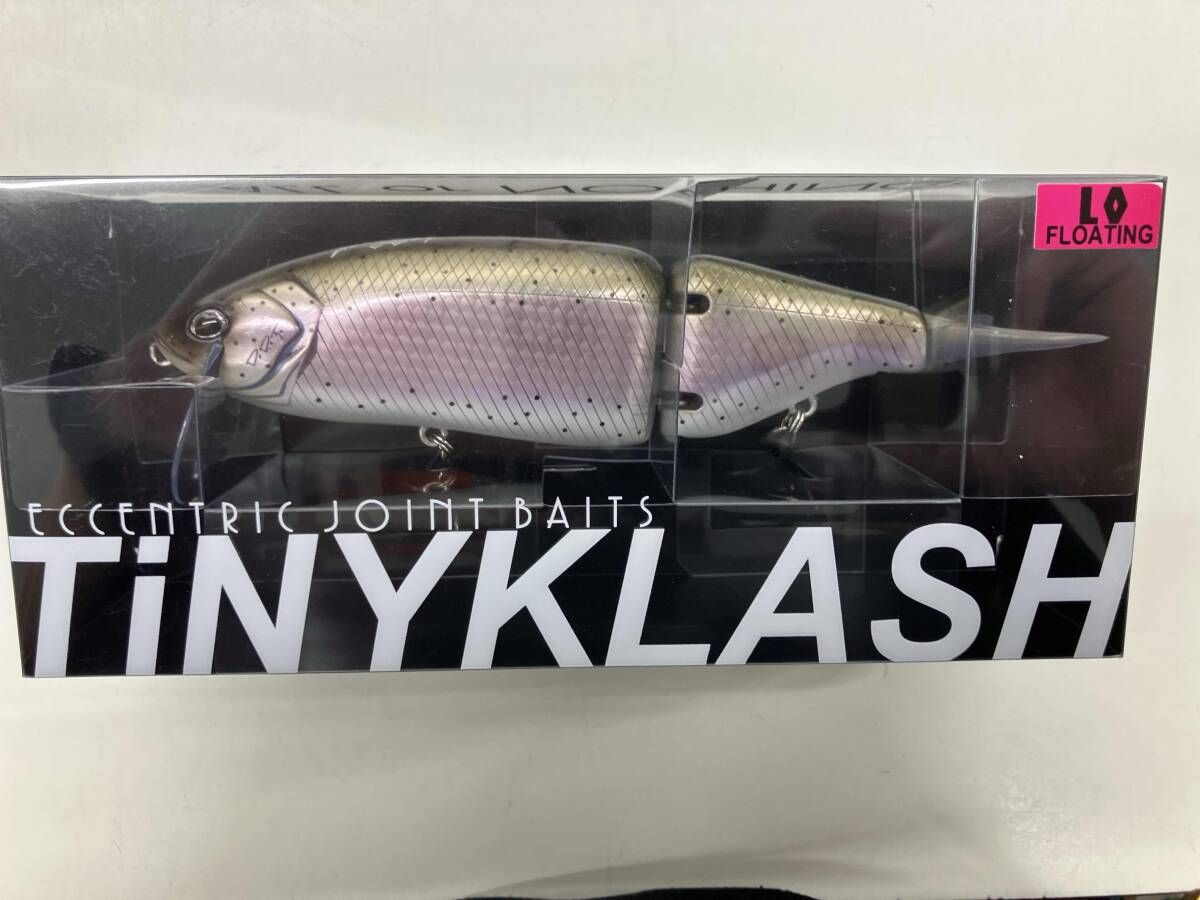 LO
FLOATING
D.R.T.
ECCENTRIC JOINT BAITS
TiNYKLASH